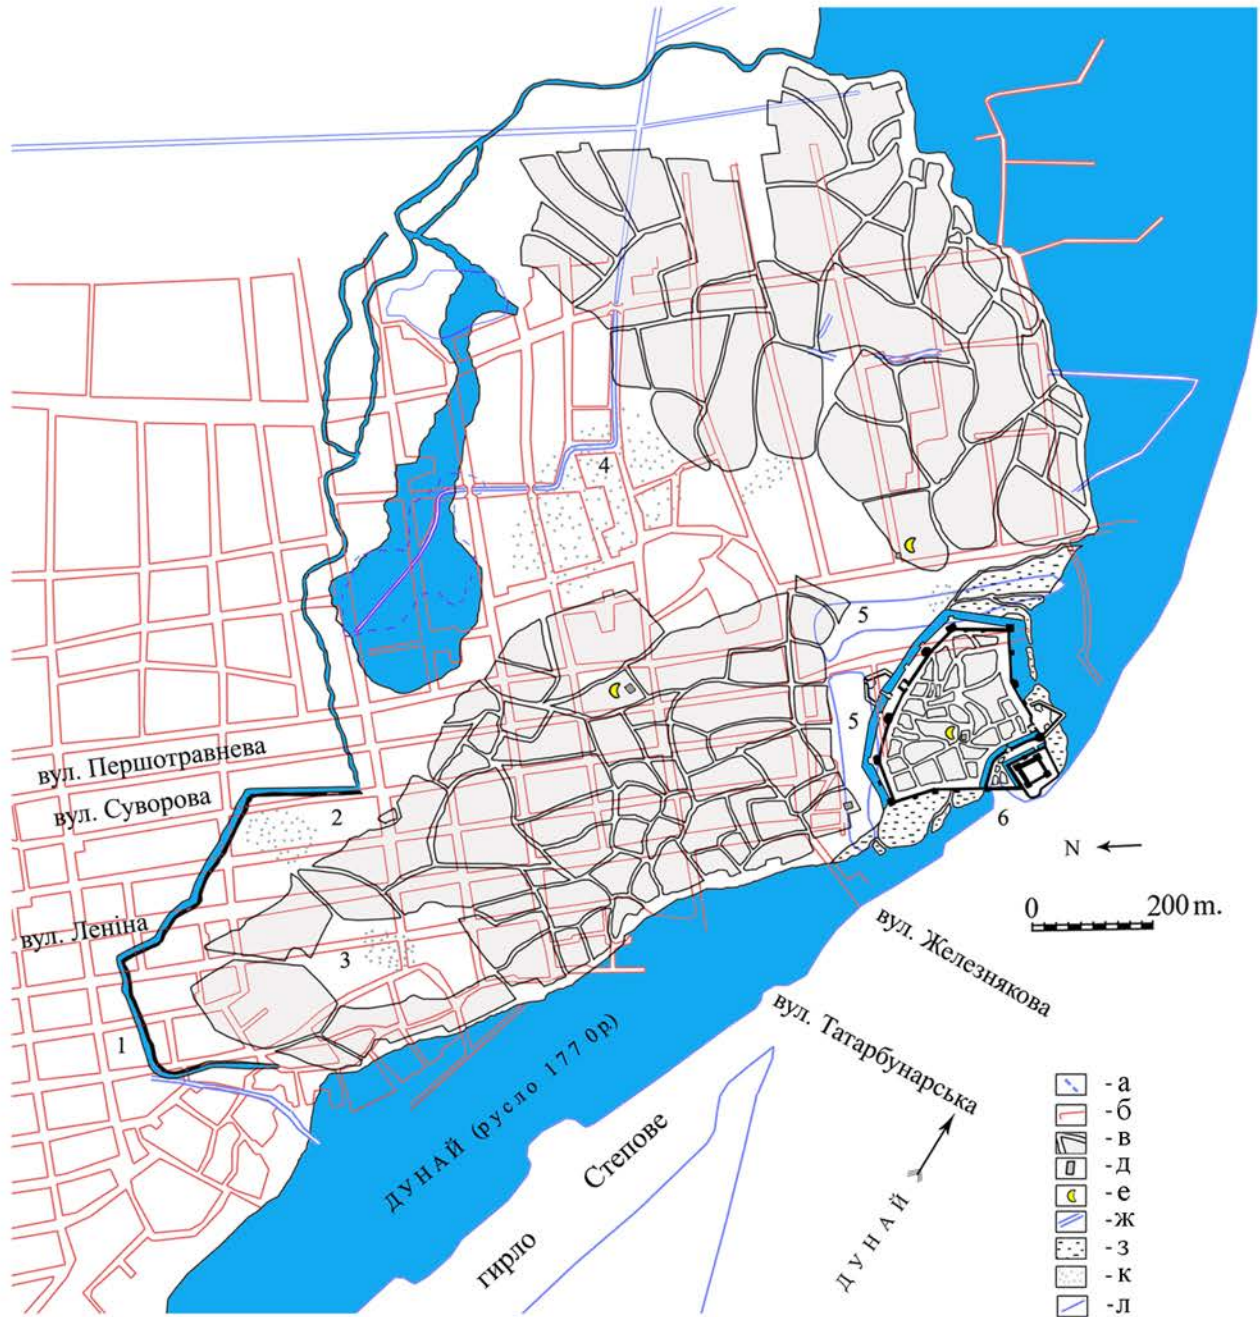 4
5
5
вул. Першотравнева
вул. Суворова
2
6
N
0 200 m.
вул. Леніна
3
вул. Железнякова
1
вул. Татарбунарська
ДУНАЙ (русло 1770р)
Степове
гирло
ДУНАЙ
- а
- б
- в
- д
- е
- ж
- з
- к
- л